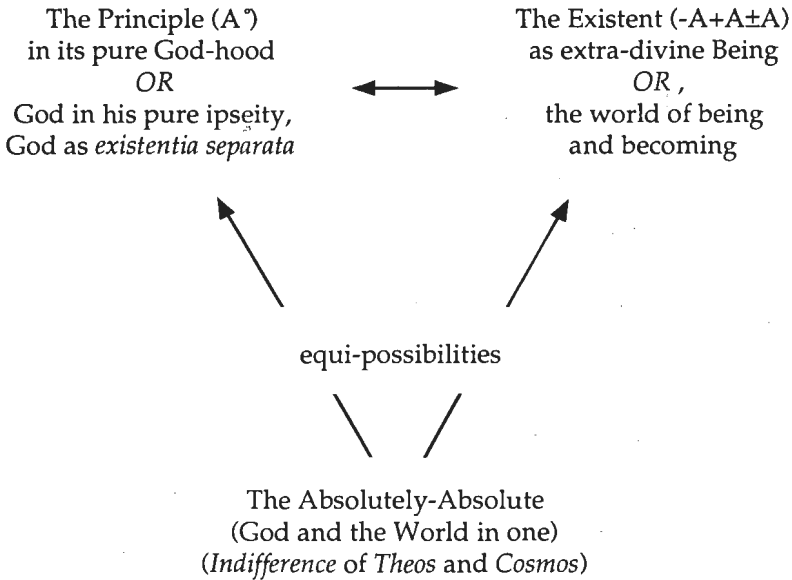 The Principle (A°)
in its pure God-hood
OR
God in his pure ipseity,
God as existentia separata
The Existent (-A+A±A)
as extra-divine Being
OR ,
the world of being
and becoming
equi-possibilities
The Absolutely-Absolute
(God and the World in one)
(Indifference of Theos and Cosmos)